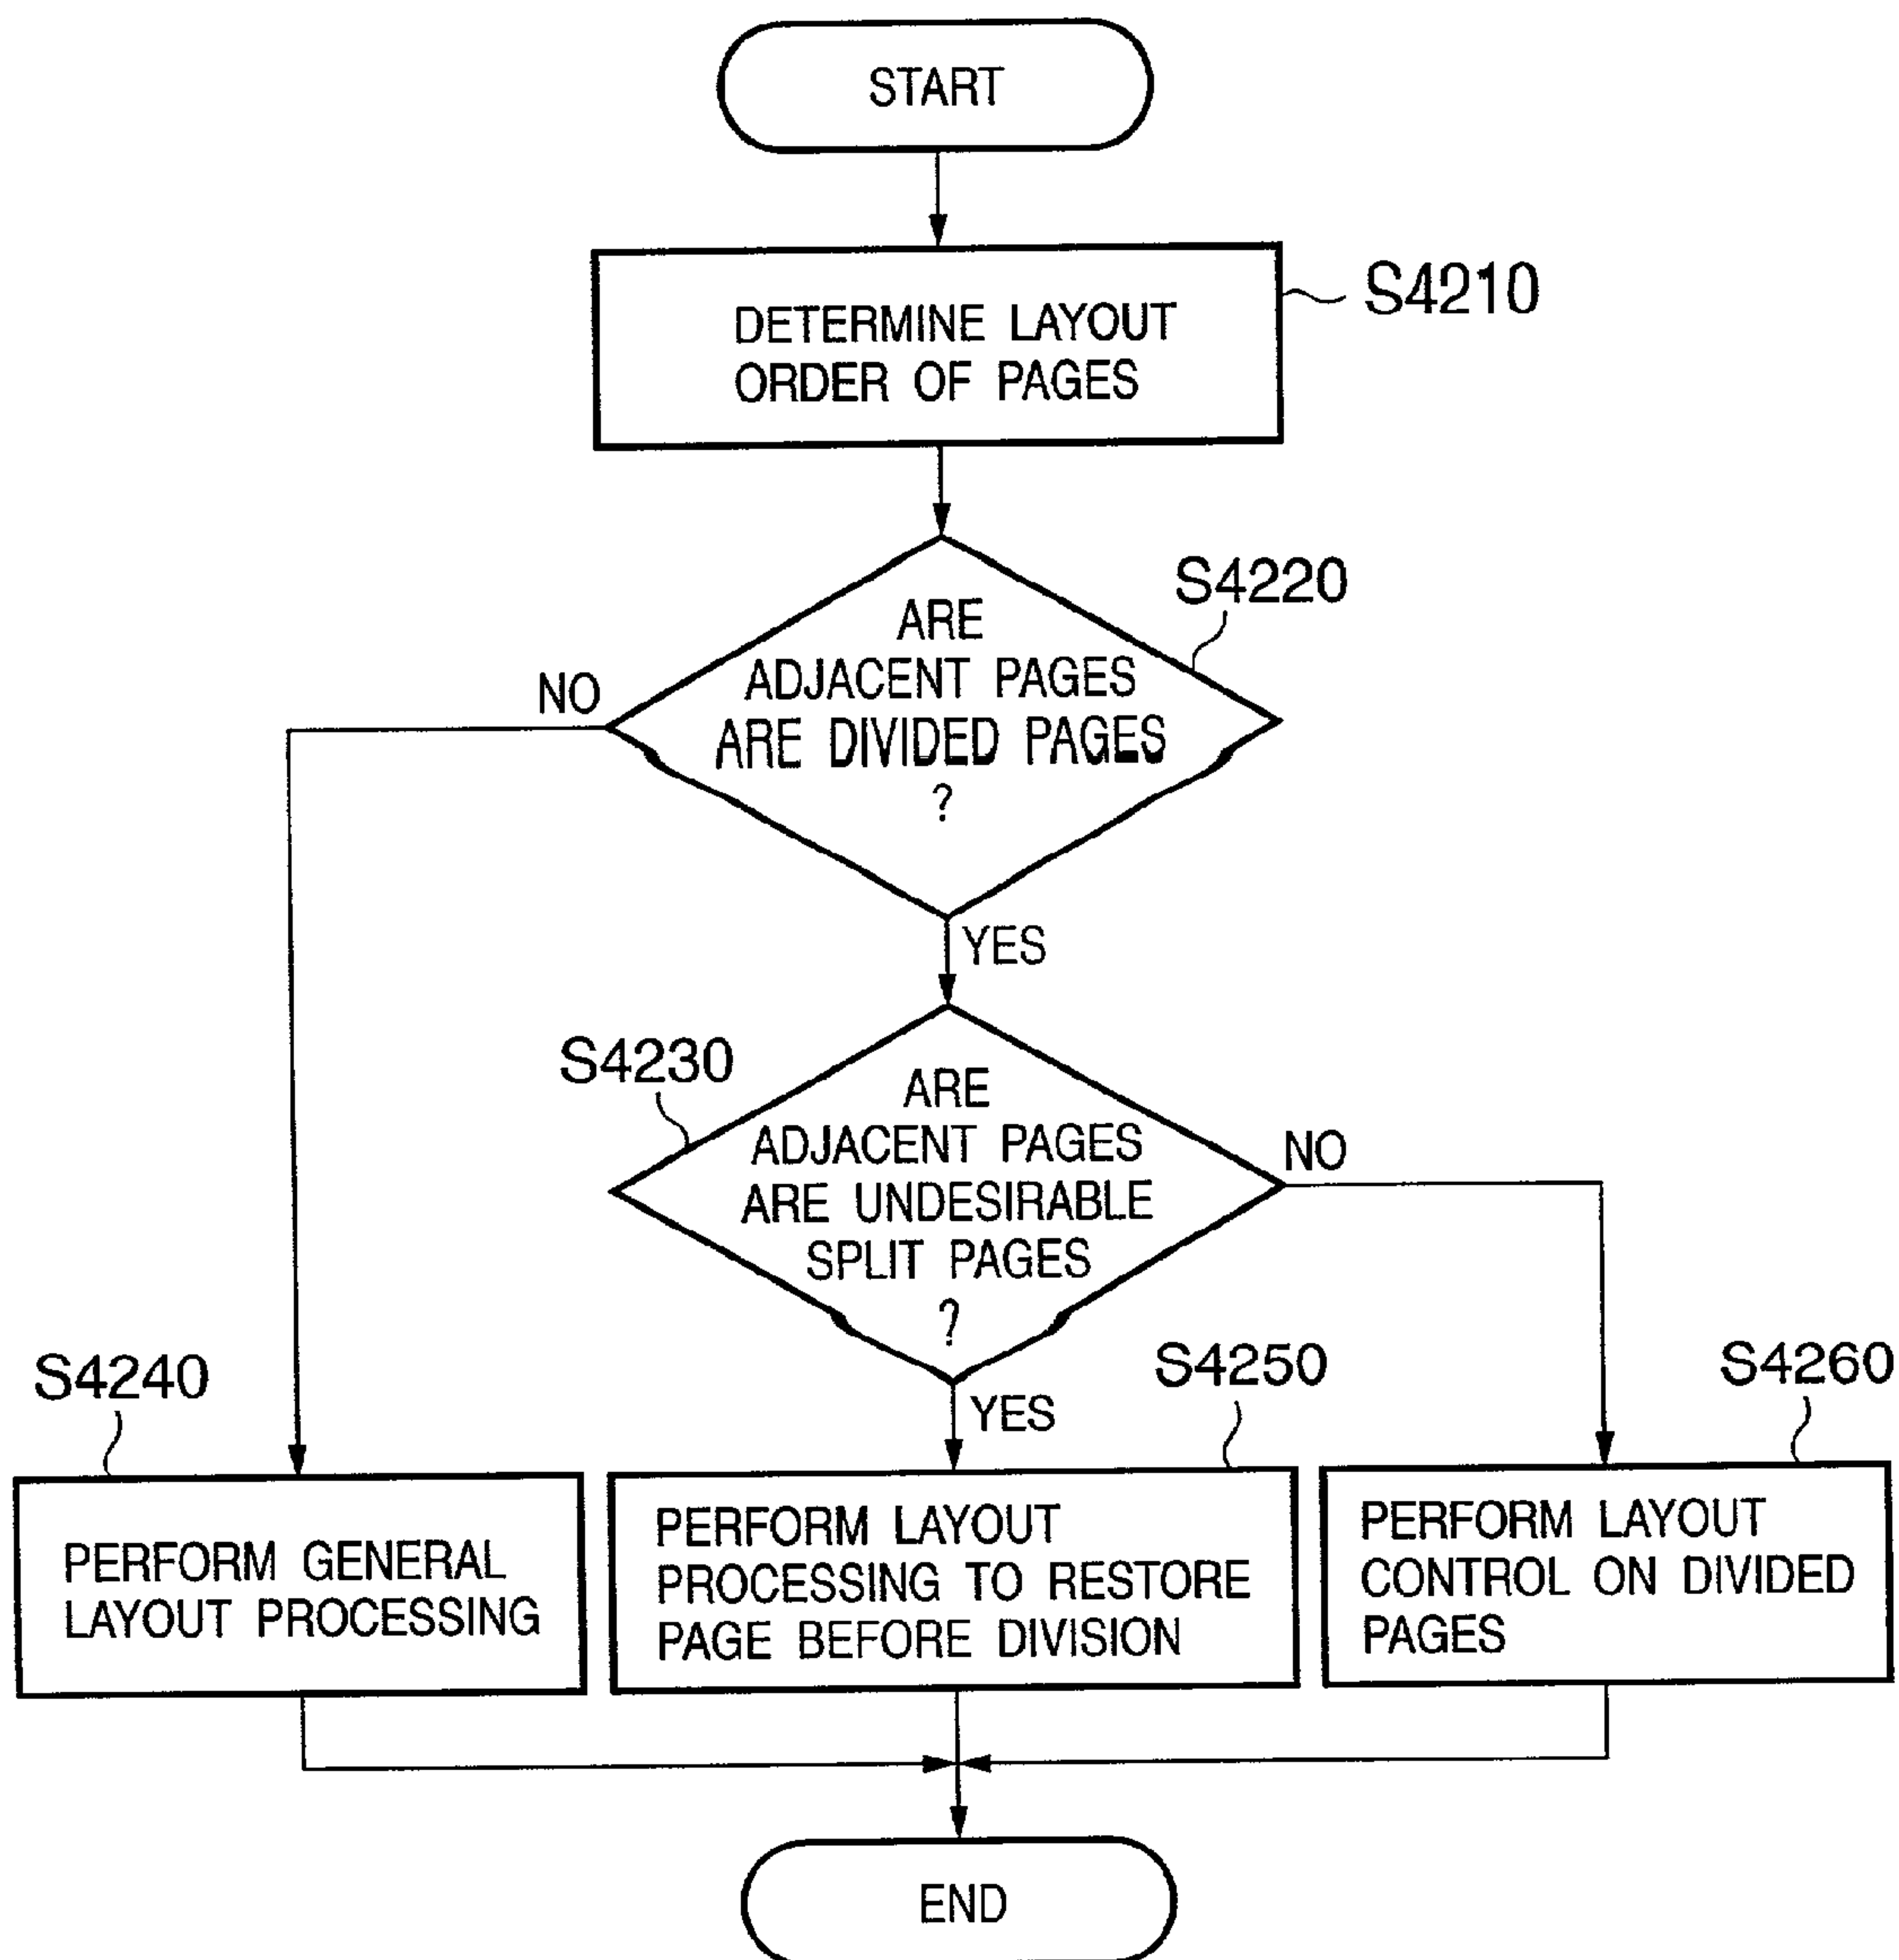 START
DETERMINE LAYOUT
ORDER OF PAGES
S4210
ARE
ADJACENT PAGES
ARE DIVIDED PAGES
?
S4220
NO
YES
S4230
ARE
ADJACENT PAGES
ARE UNDESIRABLE
SPLIT PAGES
?
NO
YES
S4240
PERFORM GENERAL
LAYOUT PROCESSING
S4250
PERFORM LAYOUT
PROCESSING TO RESTORE
PAGE BEFORE DIVISION
S4260
PERFORM LAYOUT
CONTROL ON DIVIDED
PAGES
END